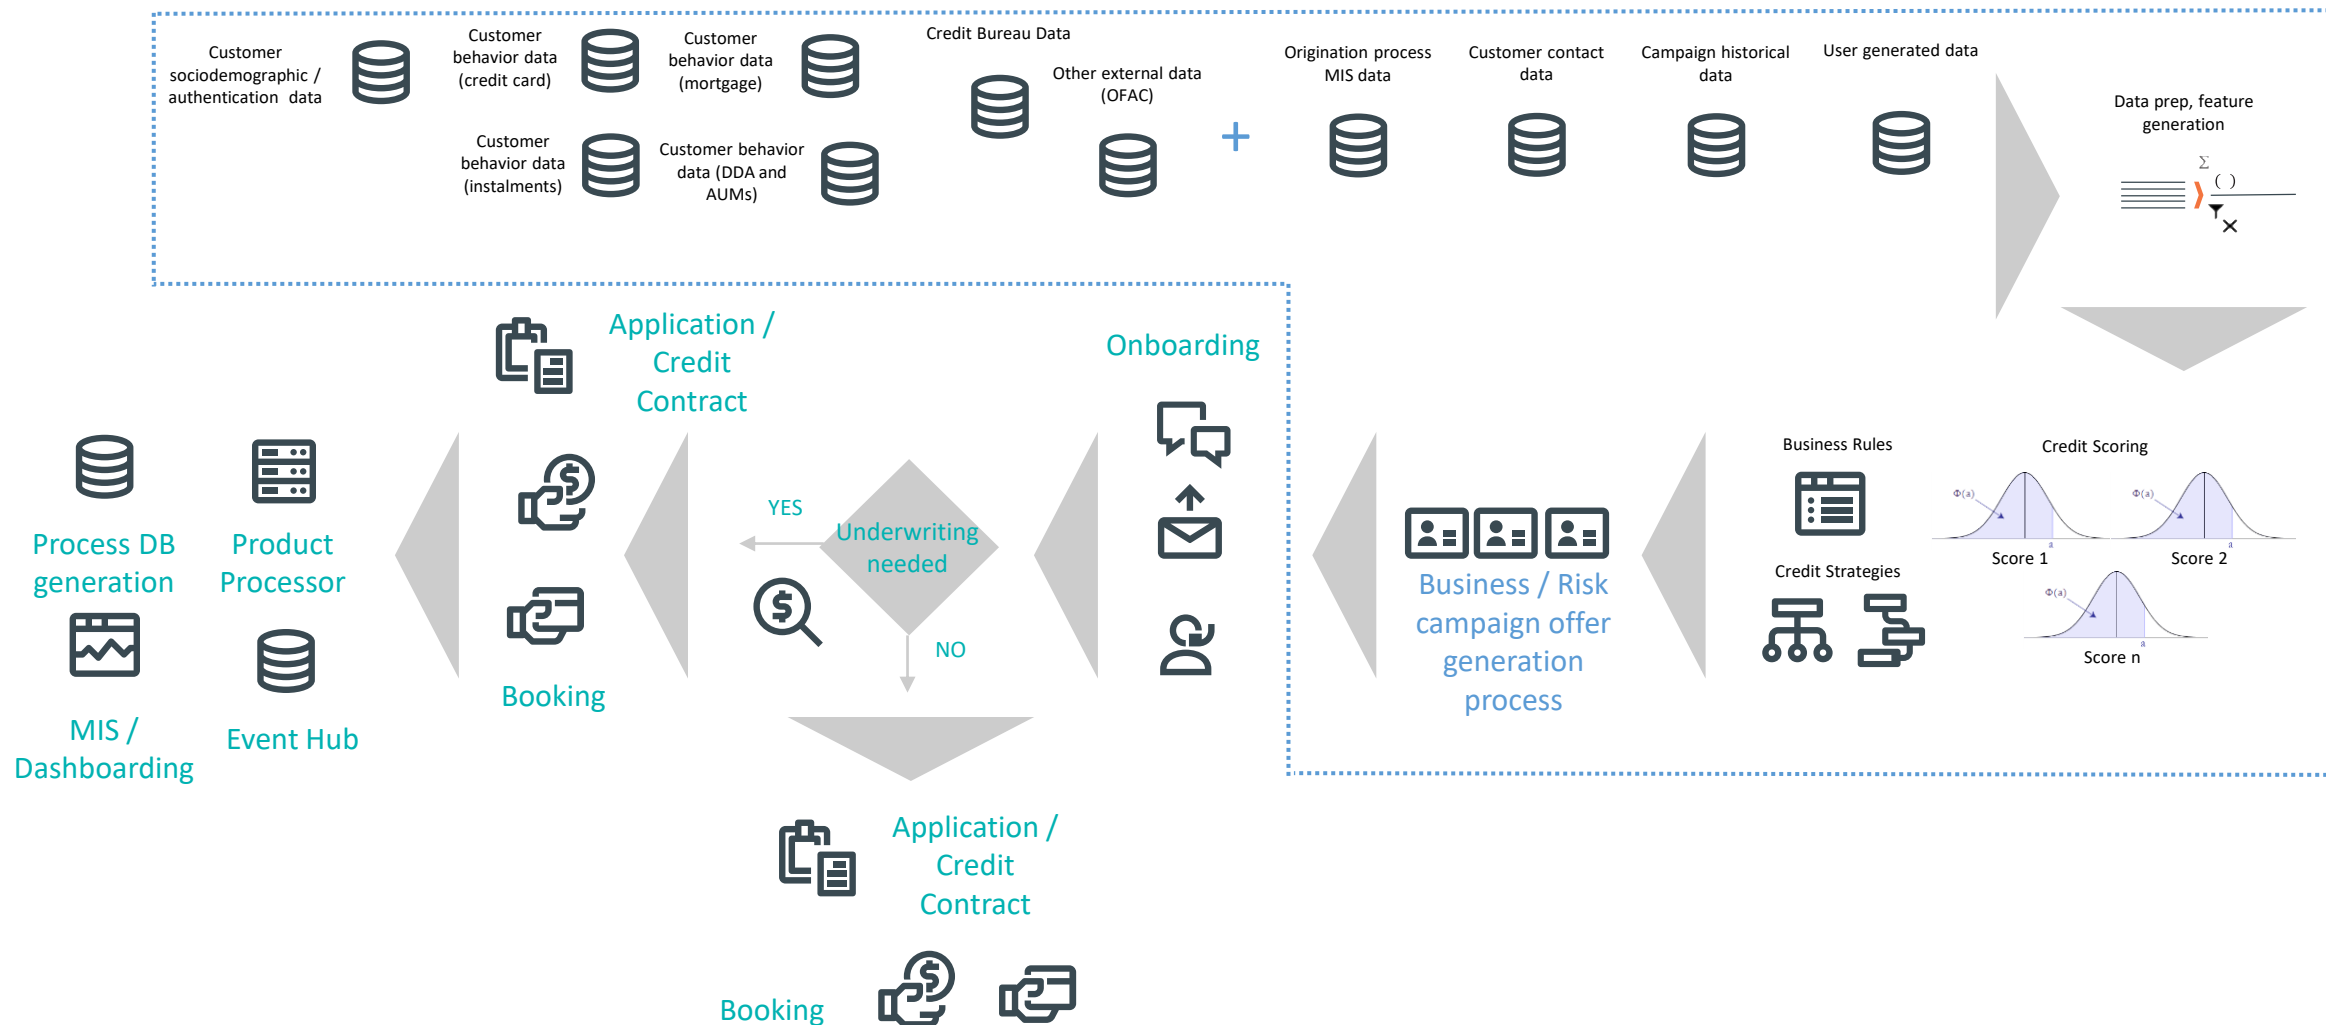 Customer
sociodemographic /
authentication data
Customer
behavior data
(credit card)
Customer
behavior data
(mortgage)
Credit Bureau Data
Other external data
(OFAC)
Customer
behavior data
(instalments)
Customer behavior
data (DDA and
AUMs)
+
Origination process
MIS data
Customer contact
data
Campaign historical
data
User generated data
Data prep, feature
generation
Σ
( )
Business Rules
Credit Scoring
Φ(a)
a
Score 1
Φ(a)
a
Score 2
Φ(a)
a
Score n
Credit Strategies
Business / Risk
campaign offer
generation
process
Onboarding
Underwriting
needed
YES
NO
Application /
Credit
Contract
Booking
Process DB
generation
Product
Processor
MIS /
Dashboarding
Event Hub
Application /
Credit
Contract
Booking